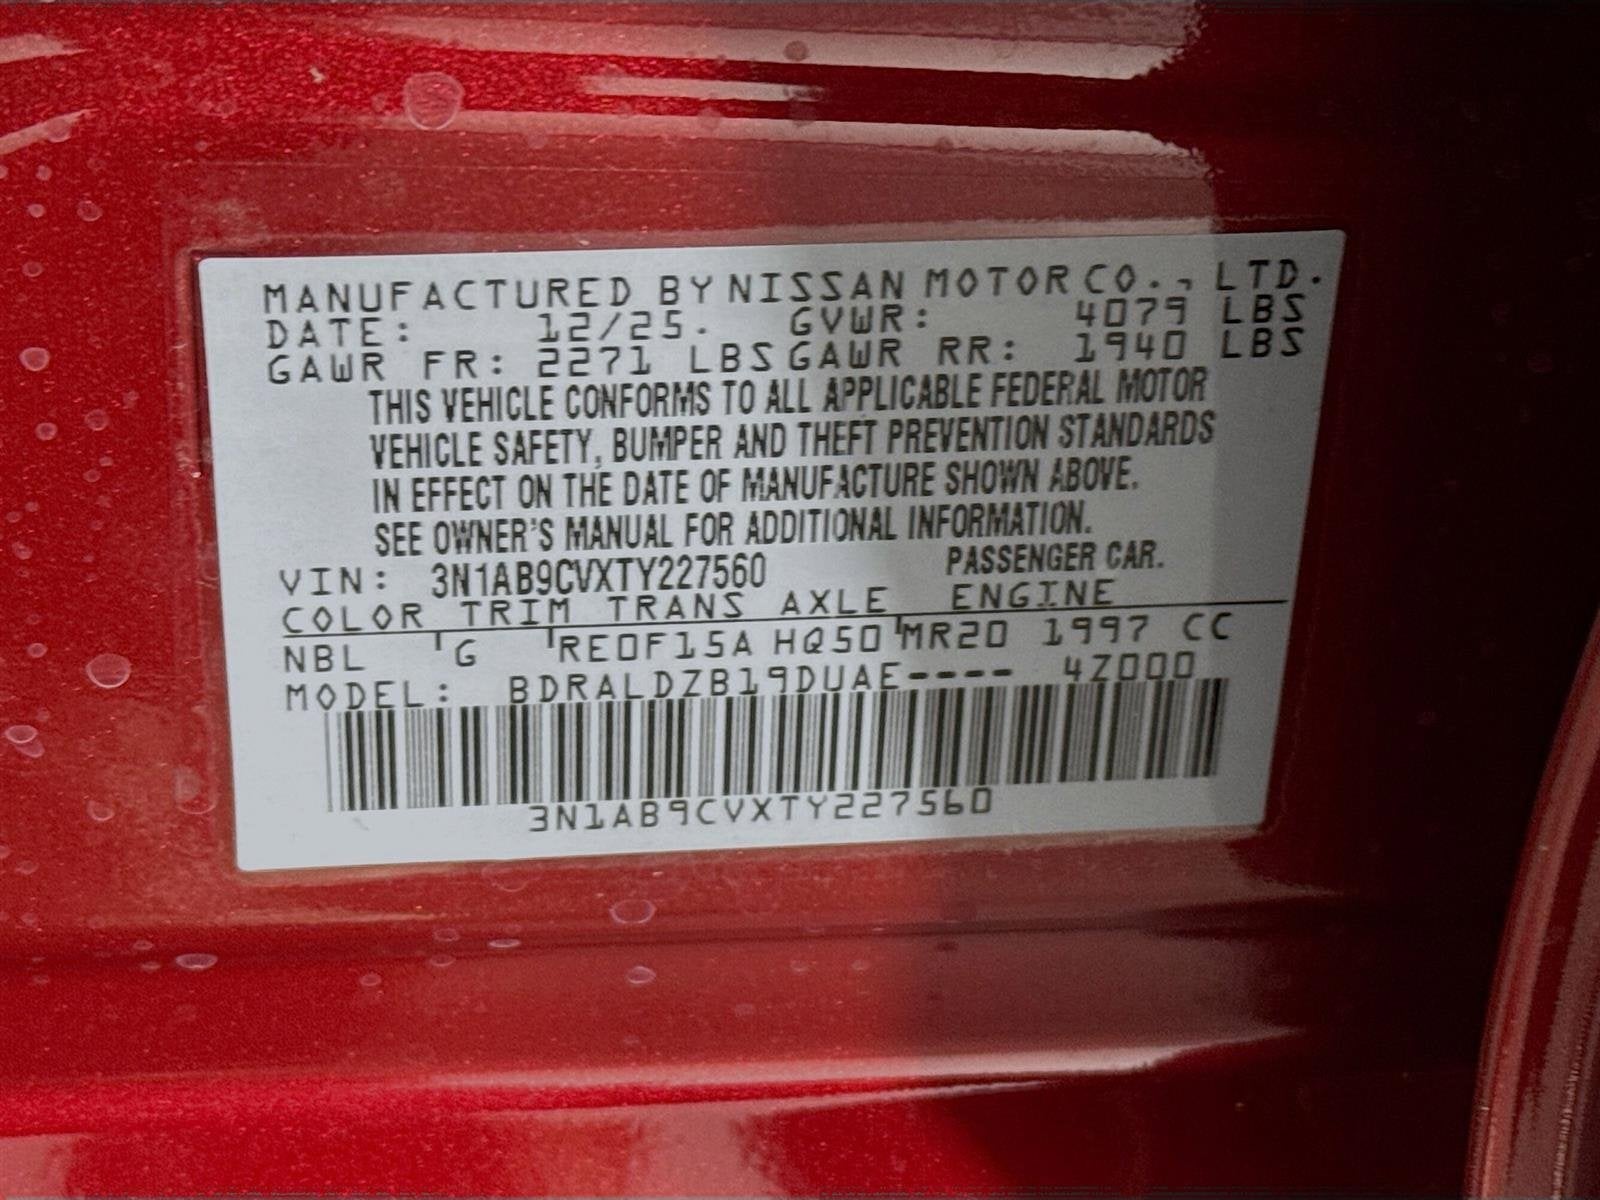 MANUFACTURED BY NISSAN MOTOR CO., LTD.
DATE: 12/25. GVWR: 4079 LBS
GAWR FR: 2271 LBS GAWR RR: 1940 LBS
THIS VEHICLE CONFORMS TO ALL APPLICABLE FEDERAL MOTOR
VEHICLE SAFETY, BUMPER AND THEFT PREVENTION STANDARDS
IN EFFECT ON THE DATE OF MANUFACTURE SHOWN ABOVE.
SEE OWNER'S MANUAL FOR ADDITIONAL INFORMATION.
VIN: 3N1AB9CVXTY227560 PASSENGER CAR.
COLOR TRIM TRANS AXLE ENGINE
NBL G RE0F15A HQ50 MR20 1997 CC
MODEL: BDRALDZB19DUAE---- 4Z000
3N1AB9CVXTY227560